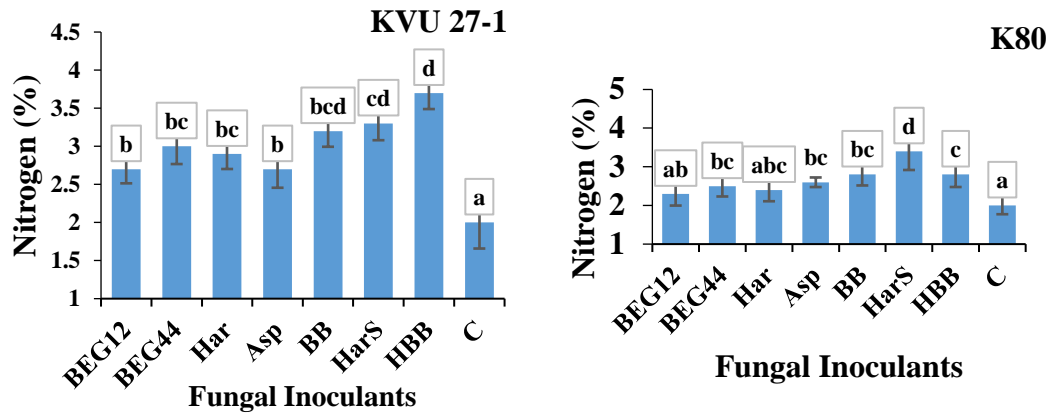 KVU 27-1
Nitrogen (%)
4.5
4
3.5
3
2.5
2
1.5
1
b
bc
bc
b
bcd
cd
d
a
BEG12
BEG44
Har
Asp
BB
HarS
HBB
C
Fungal Inoculants
K80
Nitrogen (%)
5
4
3
2
1
ab
bc
abc
bc
bc
d
c
a
BEG12
BEG44
Har
Asp
BB
HarS
HBB
C
Fungal Inoculants